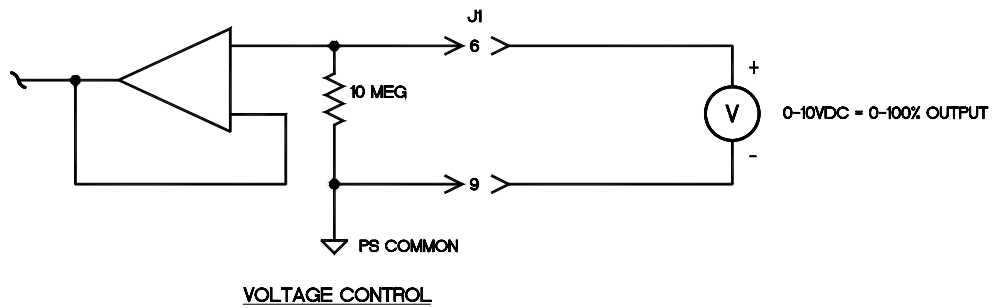 J1
6
10 MEG
+
V
0-10VDC = 0-100% OUTPUT
-
9
PS COMMON
VOLTAGE CONTROL